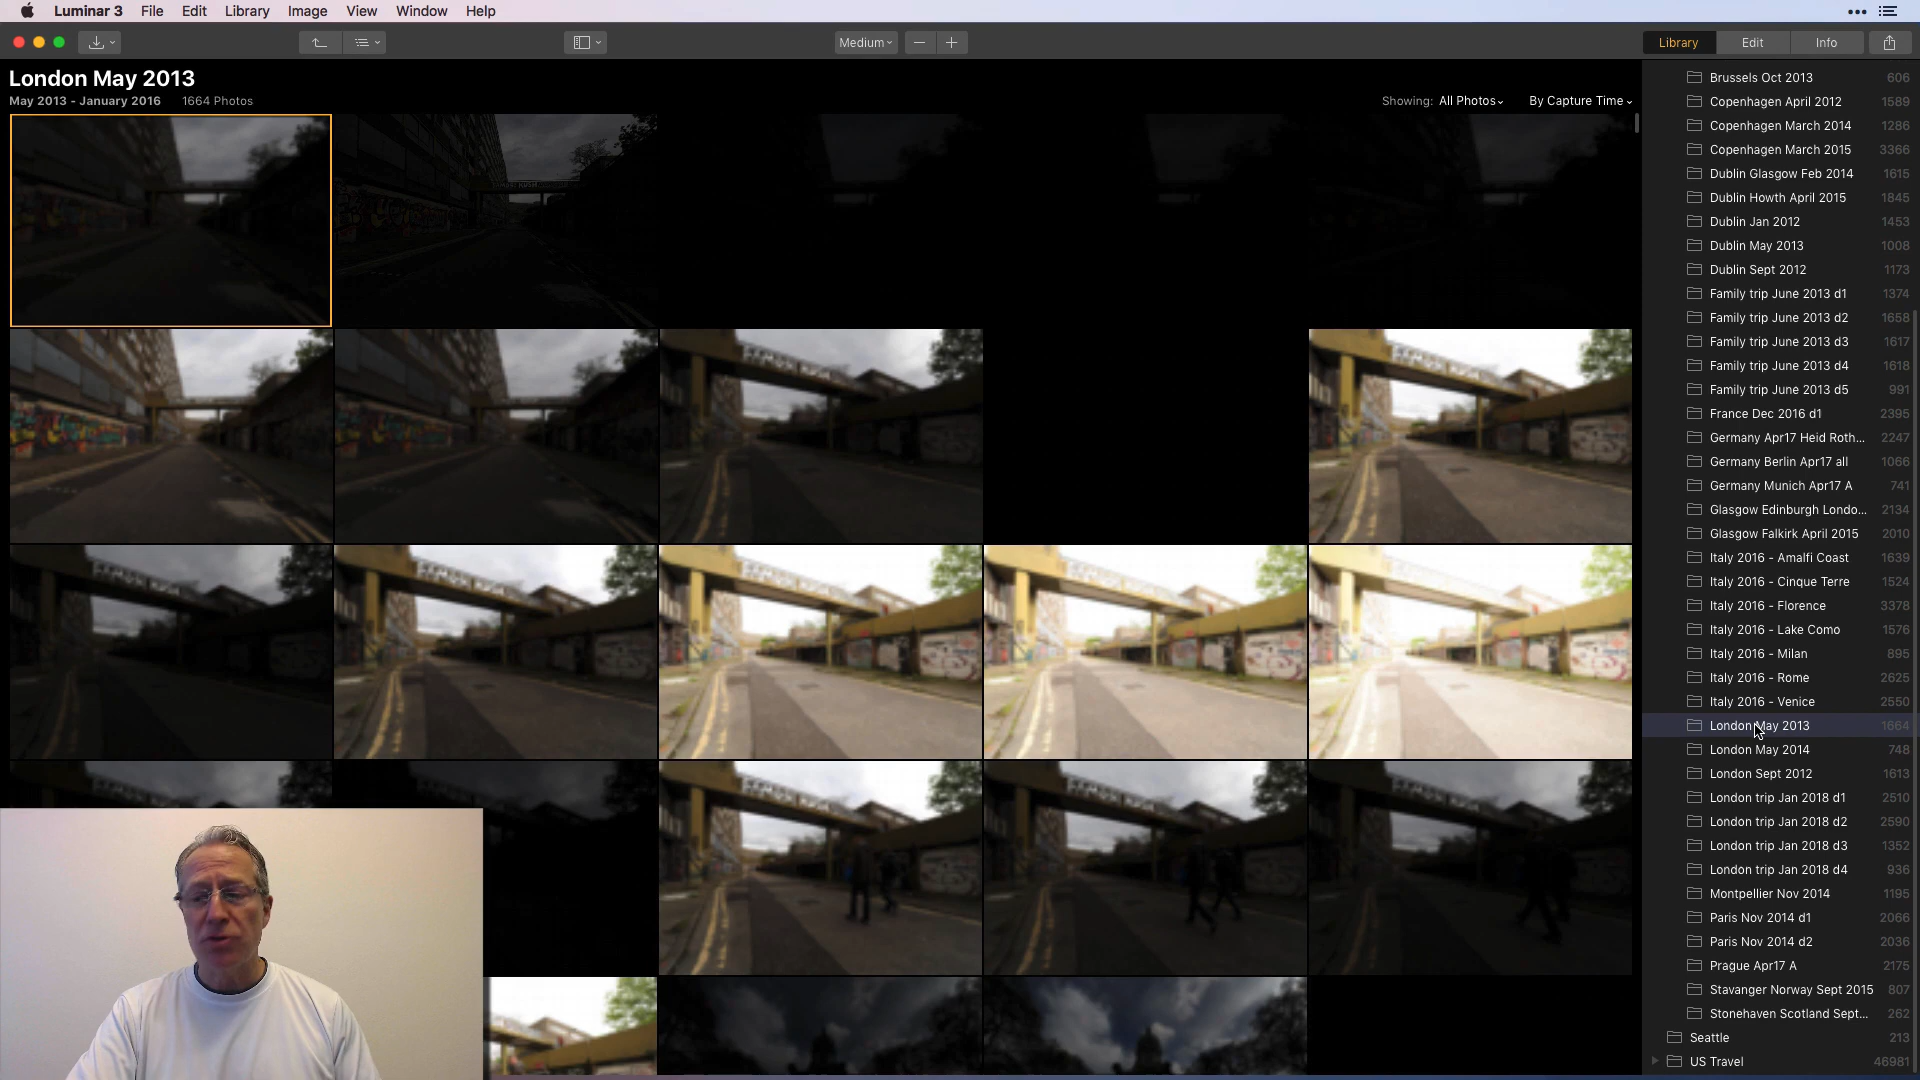 Luminar 3 File Edit Library Image View Window Help
Medium
Library Edit Info
London May 2013
May 2013 - January 2016 1664 Photos
Showing: All Photos By Capture Time
Brussels Oct 2013 606
Copenhagen April 2012 1589
Copenhagen March 2014 1286
Copenhagen March 2015 3366
Dublin Glasgow Feb 2014 1615
Dublin Howth April 2015 1845
Dublin Jan 2012 1453
Dublin May 2013 1008
Dublin Sept 2012 1173
Family trip June 2013 d1 1374
Family trip June 2013 d2 1658
Family trip June 2013 d3 1617
Family trip June 2013 d4 1618
Family trip June 2013 d5 991
France Dec 2016 d1 2395
Germany Apr17 Heid Roth... 2247
Germany Berlin Apr17 all 1066
Germany Munich Apr17 A 741
Glasgow Edinburgh Londo... 2134
Glasgow Falkirk April 2015 2010
Italy 2016 - Amalfi Coast 1639
Italy 2016 - Cinque Terre 1524
Italy 2016 - Florence 3378
Italy 2016 - Lake Como 1576
Italy 2016 - Milan 895
Italy 2016 - Rome 2625
Italy 2016 - Venice 2550
London May 2013 1664
London May 2014 748
London Sept 2012 1613
London trip Jan 2018 d1 2510
London trip Jan 2018 d2 2590
London trip Jan 2018 d3 1352
London trip Jan 2018 d4 936
Montpellier Nov 2014 1195
Paris Nov 2014 d1 2066
Paris Nov 2014 d2 2036
Prague Apr17 A 2175
Stavanger Norway Sept 2015 807
Stonehaven Scotland Sept... 262
Seattle 213
US Travel 46981